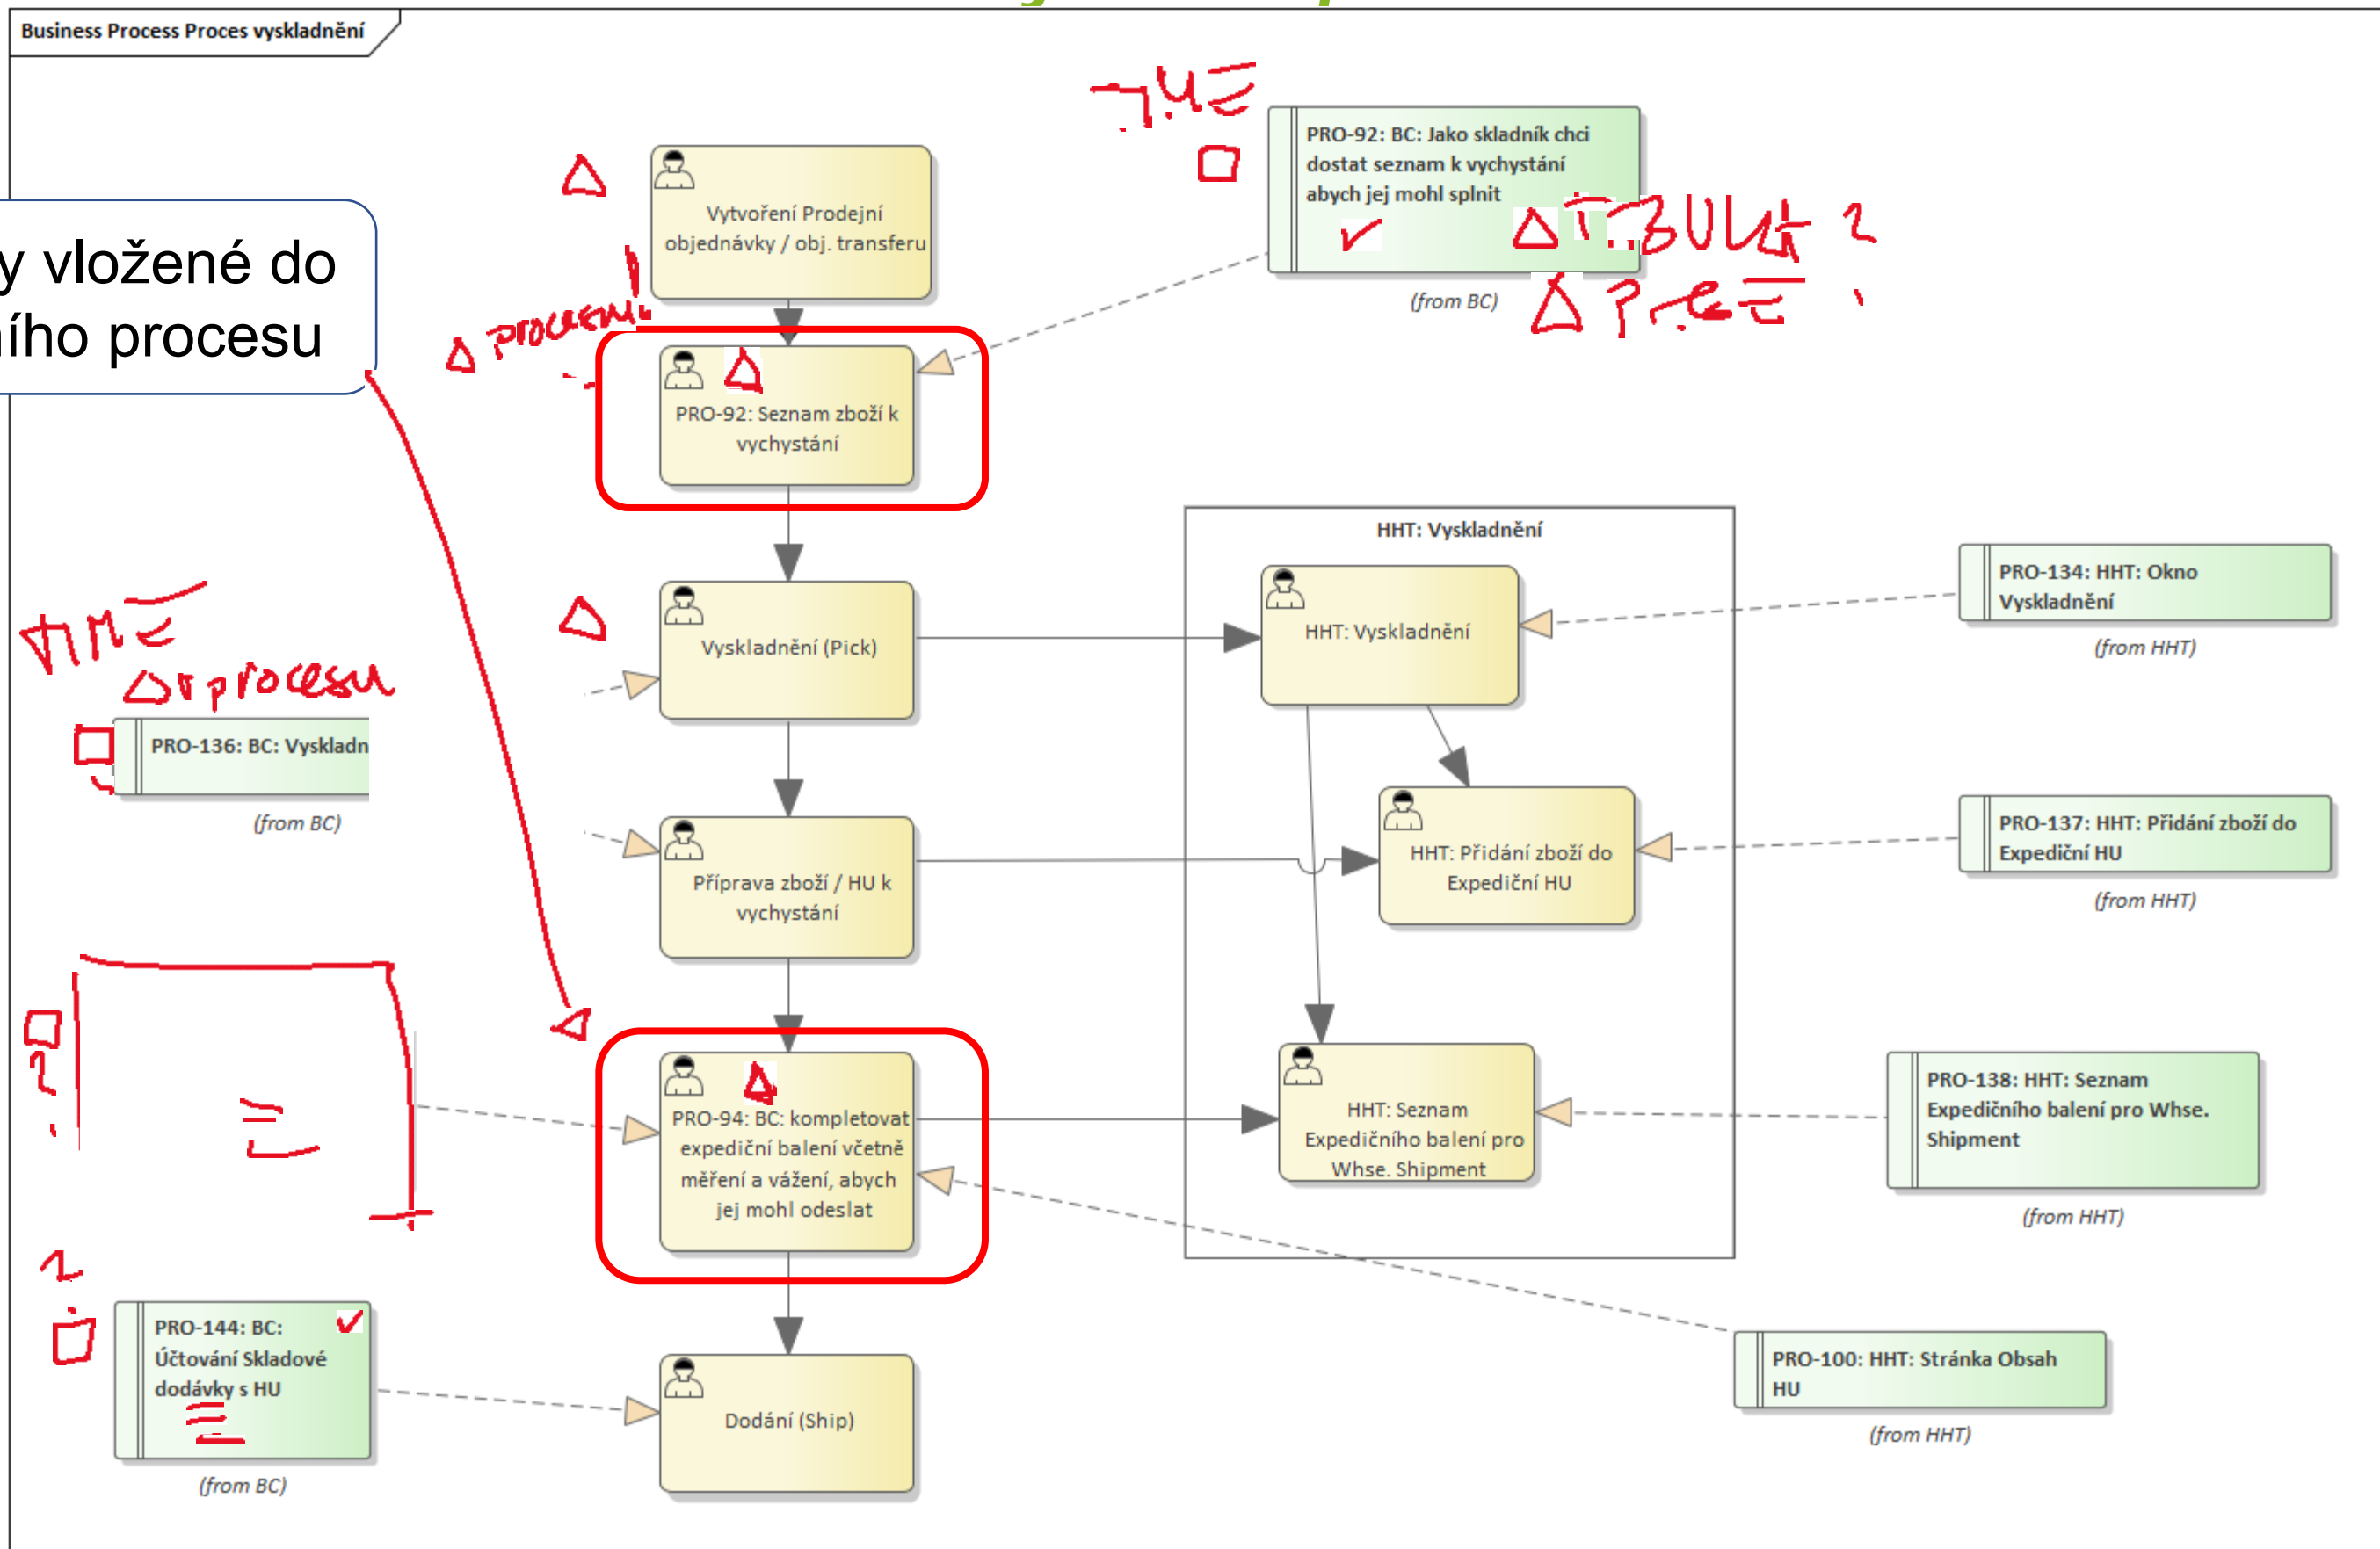 Business Process Proces vyskladnění
y vložené do
ního procesu
Vytvoření Prodejní
objednávky / obj. transferu
PRO-92: BC: Jako skladník chci
dostat seznam k vychystání
abych jej mohl splnit
(from BC)
Δ procesu
PRO-92: Seznam zboží k
vychystání
HHT: Vyskladnění
Vyskladnění (Pick)
HHT: Vyskladnění
PRO-134: HHT: Okno
Vyskladnění
(from HHT)
Δ v procesu
PRO-136: BC: Vyskladn
(from BC)
Příprava zboží / HU k
vychystání
HHT: Přidání zboží do
Expediční HU
PRO-137: HHT: Přidání zboží do
Expediční HU
(from HHT)
PRO-94: BC: kompletovat
expediční balení včetně
měření a vážení, abych
jej mohl odeslat
HHT: Seznam
Expedičního balení pro
Whse. Shipment
PRO-138: HHT: Seznam
Expedičního balení pro Whse.
Shipment
(from HHT)
PRO-144: BC:
Účtování Skladové
dodávky s HU
(from BC)
Dodání (Ship)
PRO-100: HHT: Stránka Obsah
HU
(from HHT)